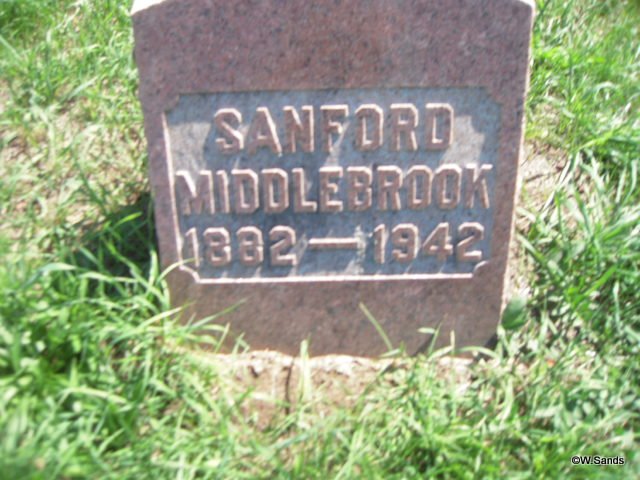 SANFORD
MIDDLEBROOK
1882 — 1942
©W.Sands